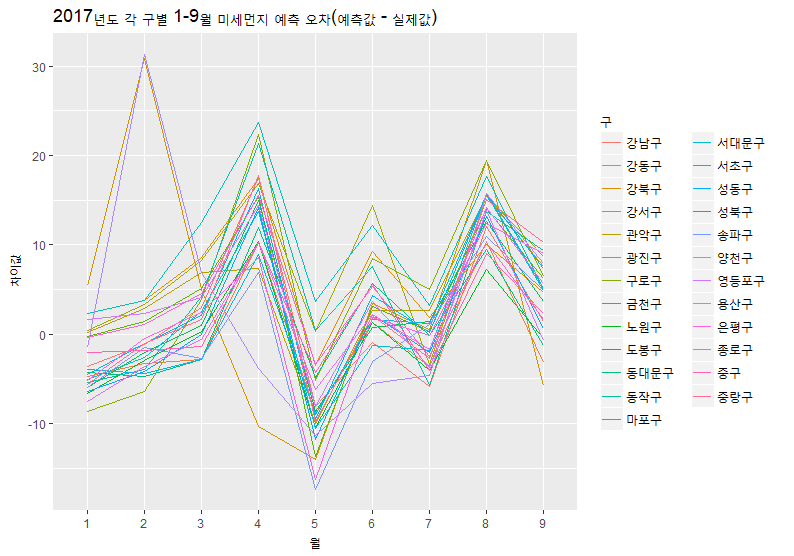 2017년도 각 구별 1-9월 미세먼지 예측 오차(예측값 - 실제값)
차이값
30
20
10
0
-10
1 2 3 4 5 6 7 8 9
월
구
강남구
강동구
강북구
강서구
관악구
광진구
구로구
금천구
노원구
도봉구
동대문구
동작구
마포구
서대문구
서초구
성동구
성북구
송파구
양천구
영등포구
용산구
은평구
종로구
중구
중랑구